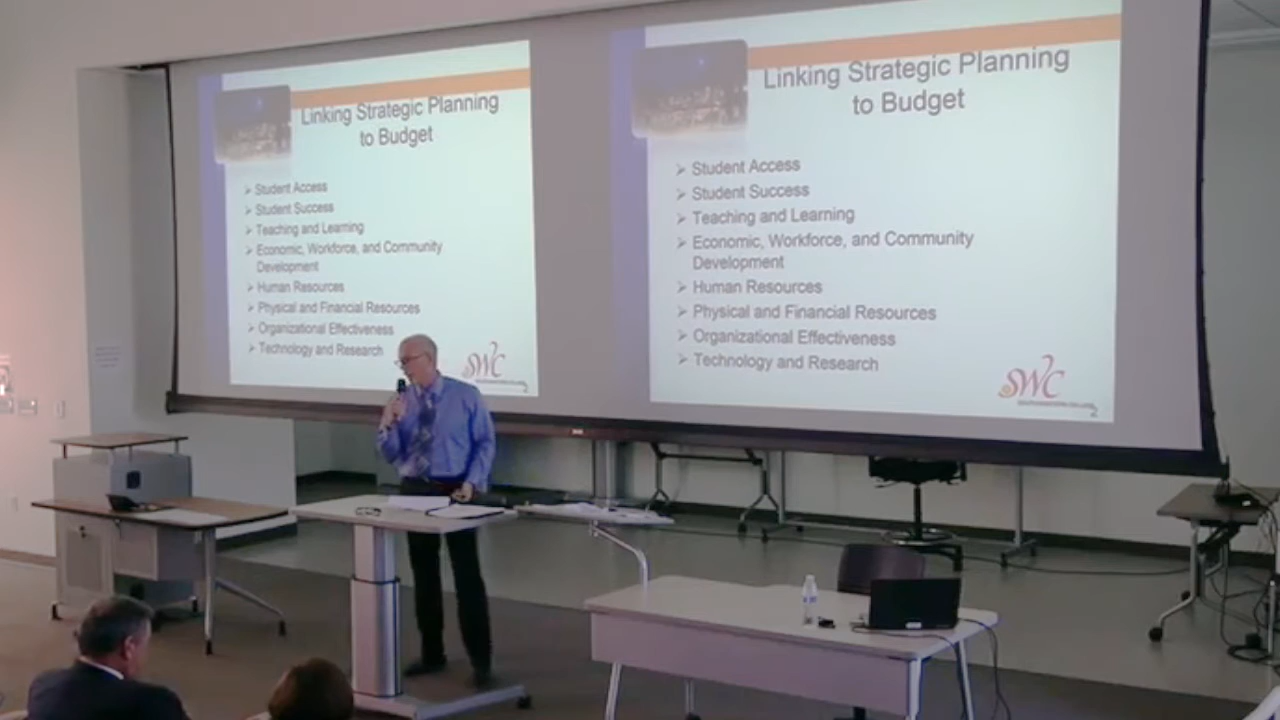 Linking Strategic Planning
to Budget
➢ Student Access
➢ Student Success
➢ Teaching and Learning
➢ Economic, Workforce, and Community
Development
➢ Human Resources
➢ Physical and Financial Resources
➢ Organizational Effectiveness
➢ Technology and Research
SWC
2
Linking Strategic Planning
to Budget
➢ Student Access
➢ Student Success
➢ Teaching and Learning
➢ Economic, Workforce, and Community
Development
➢ Human Resources
➢ Physical and Financial Resources
➢ Organizational Effectiveness
➢ Technology and Research
SWC
2